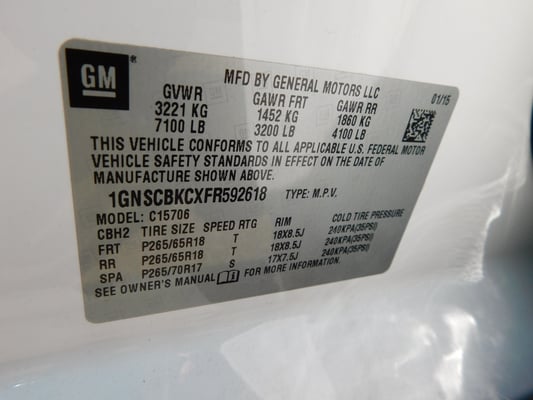 GM
MFD BY GENERAL MOTORS LLC
01/15
GVWR GAWR FRT GAWR RR
3221 KG 1452 KG 1860 KG
7100 LB 3200 LB 4100 LB
THIS VEHICLE CONFORMS TO ALL APPLICABLE U.S. FEDERAL MOTOR
VEHICLE SAFETY STANDARDS IN EFFECT ON THE DATE OF
MANUFACTURE SHOWN ABOVE.
1GNSCBKCXFR592618 TYPE: M.P.V.
MODEL: C15706
CBH2 TIRE SIZE SPEED RTG RIM COLD TIRE PRESSURE
FRT P265/65R18 T 18X8.5J 240KPA(35PSI)
RR P265/65R18 T 18X8.5J 240KPA(35PSI)
SPA P265/70R17 S 17X7.5J 240KPA(35PSI)
SEE OWNER'S MANUAL FOR MORE INFORMATION.